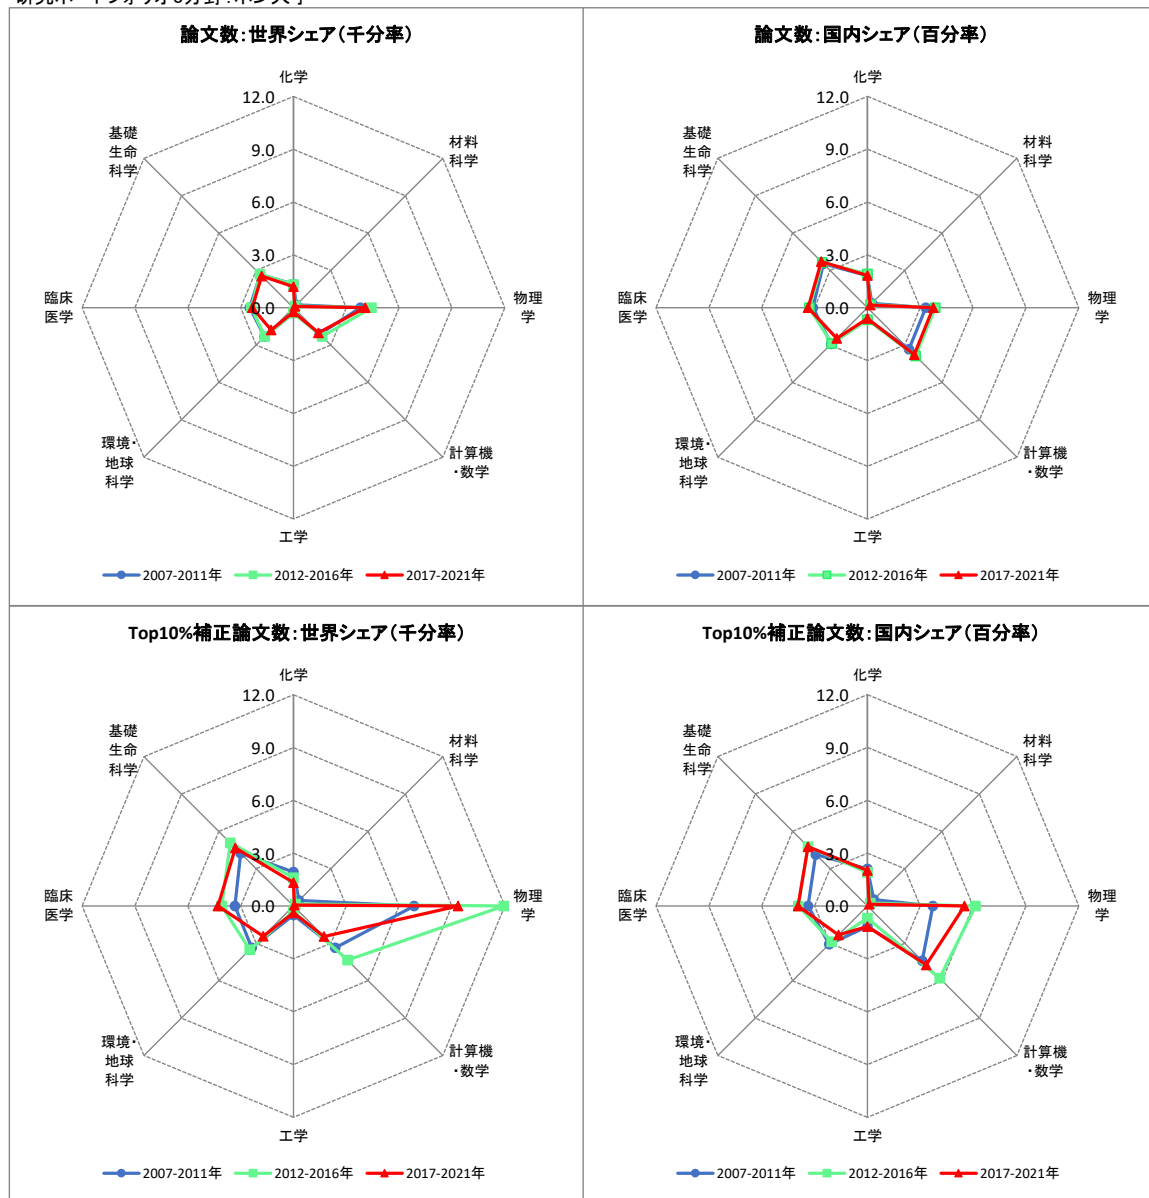 論文数:世界シェア(千分率)
化学
12.0
9.0
6.0
3.0
0.0
材料
科学
物理
学
計算機
・数学
工学
環境・
地球
科学
臨床
医学
基礎
生命
科学
2007-2011年
2012-2016年
2017-2021年
論文数:国内シェア(百分率)
化学
12.0
9.0
6.0
3.0
0.0
材料
科学
物理
学
計算機
・数学
工学
環境・
地球
科学
臨床
医学
基礎
生命
科学
2007-2011年
2012-2016年
2017-2021年
Top10%補正論文数:世界シェア(千分率)
化学
12.0
9.0
6.0
3.0
0.0
材料
科学
物理
学
計算機
・数学
工学
環境・
地球
科学
臨床
医学
基礎
生命
科学
2007-2011年
2012-2016年
2017-2021年
Top10%補正論文数:国内シェア(百分率)
化学
12.0
9.0
6.0
3.0
0.0
材料
科学
物理
学
計算機
・数学
工学
環境・
地球
科学
臨床
医学
基礎
生命
科学
2007-2011年
2012-2016年
2017-2021年